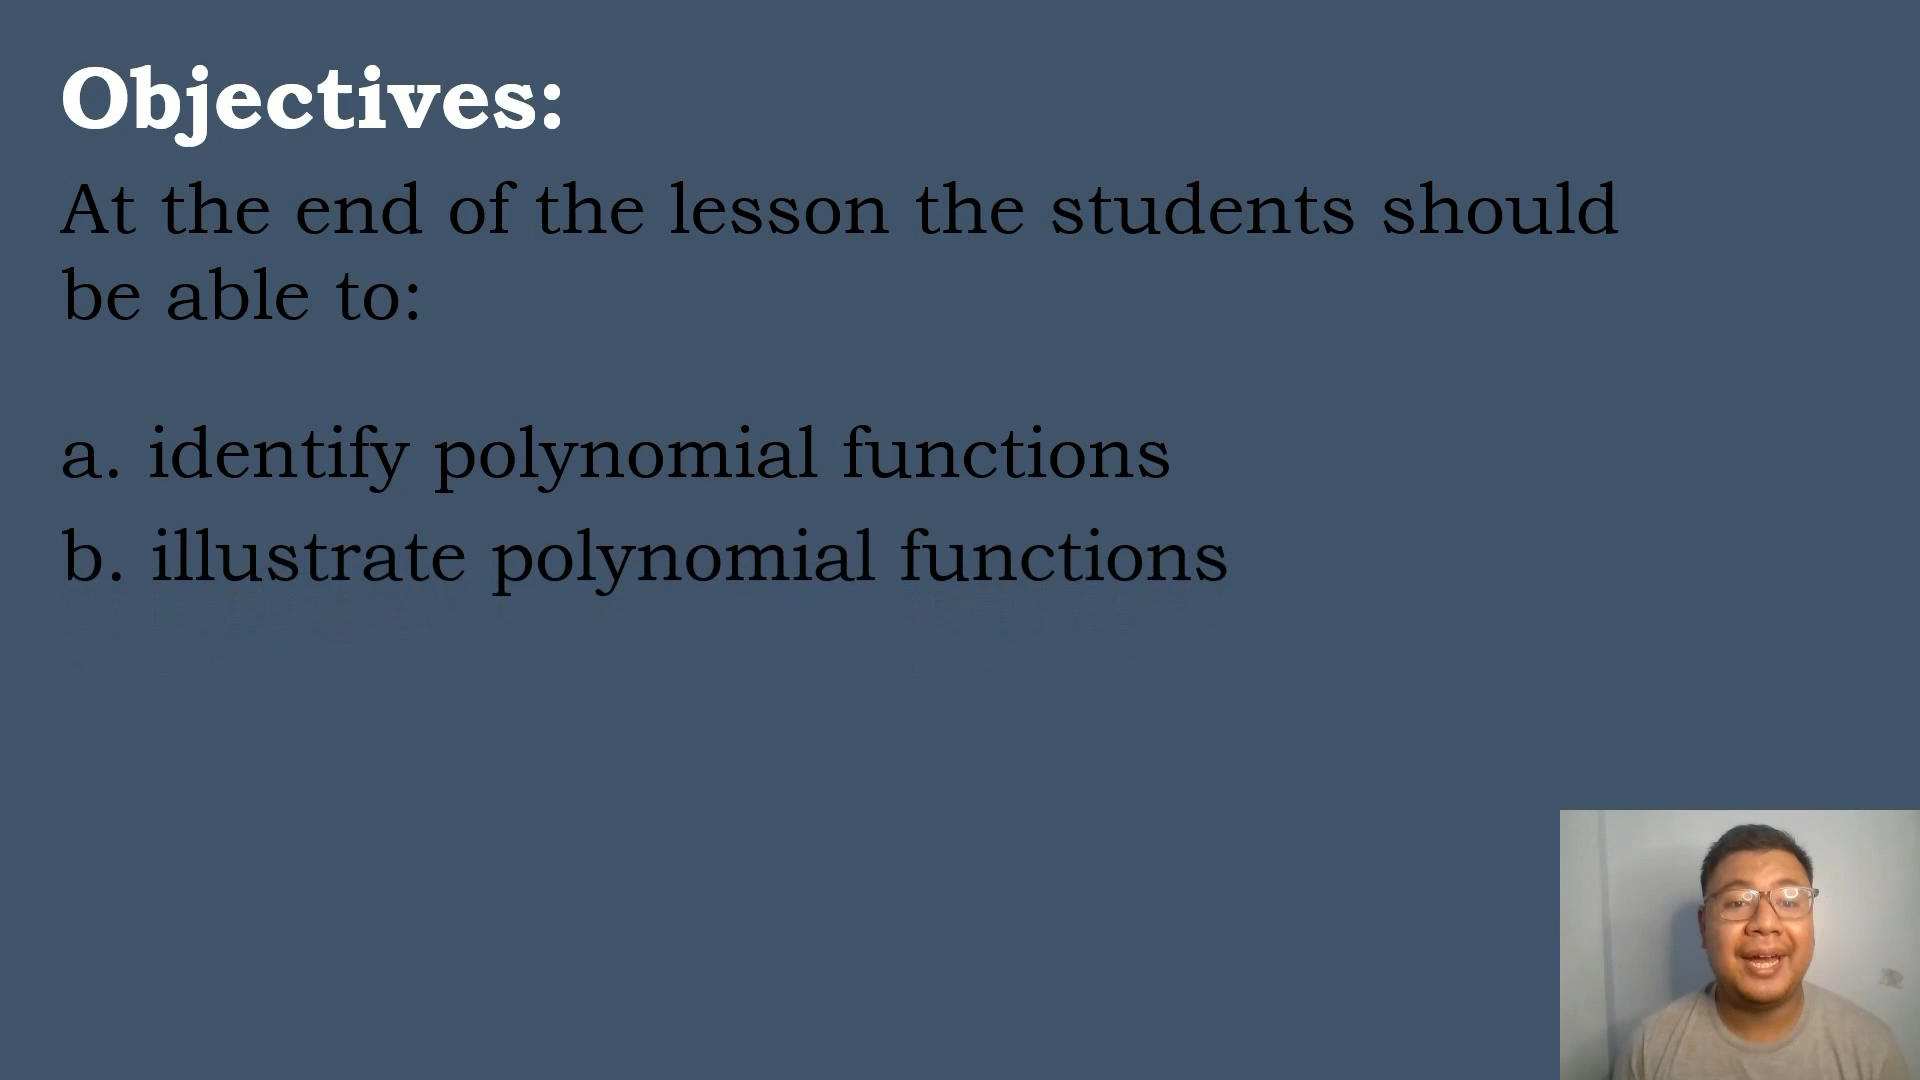 Objectives:
At the end of the lesson the students should
be able to:
a. identify polynomial functions
b. illustrate polynomial functions